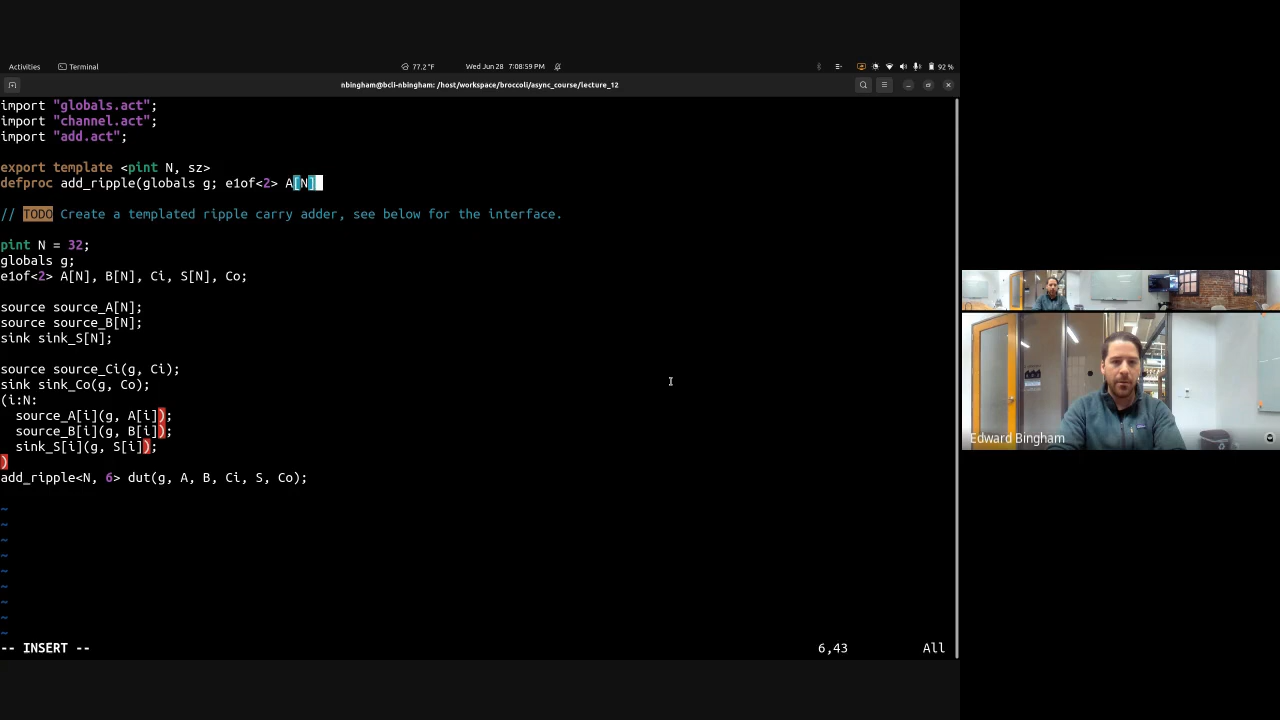 Activities Terminal 77.2 °F Wed Jun 28 7:08:59 PM 92 %
nbingham@bcli-nbingham: /host/workspace/broccoli/async_course/lecture_12
import "globals.act";
import "channel.act";
import "add.act";
export template <pint N, sz>
defproc add_ripple(globals g; e1of<2> A[N]
// TODO Create a templated ripple carry adder, see below for the interface.
pint N = 32;
globals g;
e1of<2> A[N], B[N], Ci, S[N], Co;
source source_A[N];
source source_B[N];
sink sink_S[N];
source source_Ci(g, Ci);
sink sink_Co(g, Co);
(i:N:
source_A[i](g, A[i]);
source_B[i](g, B[i]);
sink_S[i](g, S[i]);
)
add_ripple<N, 6> dut(g, A, B, Ci, S, Co);
~
~
~
~
~
~
~
~
~
-- INSERT -- 6,43 All
Edward Bingham